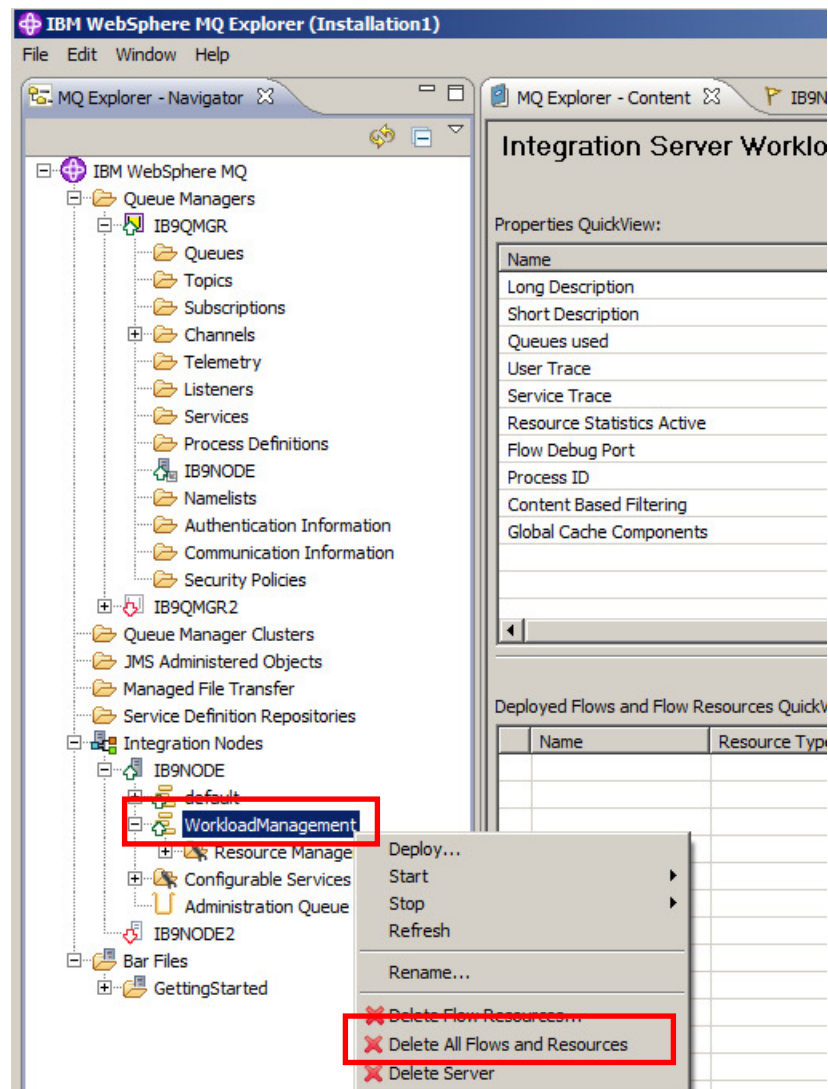 IBM WebSphere MQ Explorer (Installation1)
File Edit Window Help
MQ Explorer - Navigator
MQ Explorer - Content
IB9N
Integration Server Worklo
IBM WebSphere MQ
Queue Managers
IB9QMGR
Queues
Topics
Subscriptions
Channels
Telemetry
Listeners
Services
Process Definitions
IB9NODE
Namelists
Authentication Information
Communication Information
Security Policies
IB9QMGR2
Queue Manager Clusters
JMS Administered Objects
Managed File Transfer
Service Definition Repositories
Integration Nodes
IB9NODE
default
WorkloadManagement
Resource Manage
Configurable Services
Administration Queue
IB9NODE2
Bar Files
GettingStarted
Properties QuickView:
Name
Long Description
Short Description
Queues used
User Trace
Service Trace
Resource Statistics Active
Flow Debug Port
Process ID
Content Based Filtering
Global Cache Components
Deployed Flows and Flow Resources QuickV
Name Resource Type
Deploy...
Start
Stop
Refresh
Rename...
Delete Flow Resources...
Delete All Flows and Resources
Delete Server